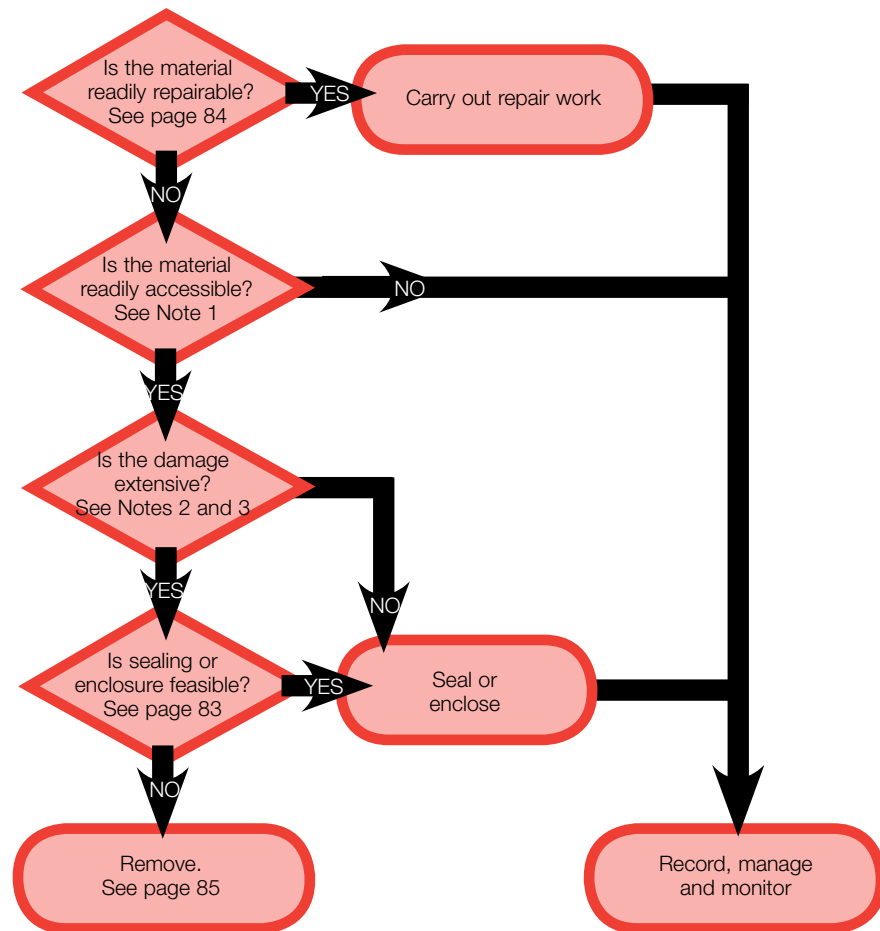 Is the material
readily repairable?
See page 84
YES
Carry out repair work
NO
Is the material
readily accessible?
See Note 1
NO
YES
Is the damage
extensive?
See Notes 2 and 3
NO
YES
Is sealing or
enclosure feasible?
See page 83
YES
Seal or
enclose
NO
Remove.
See page 85
Record, manage
and monitor